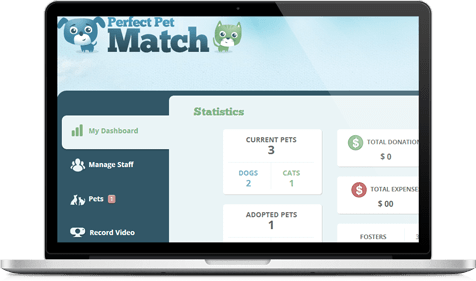 Perfect Pet
Match
My Dashboard
Manage Staff
Pets
Record Video
Statistics
CURRENT PETS
3
DOGS
2
CATS
1
ADOPTED PETS
1
TOTAL DONATION
$ 0
TOTAL EXPENSE
$ 00
FOSTERS